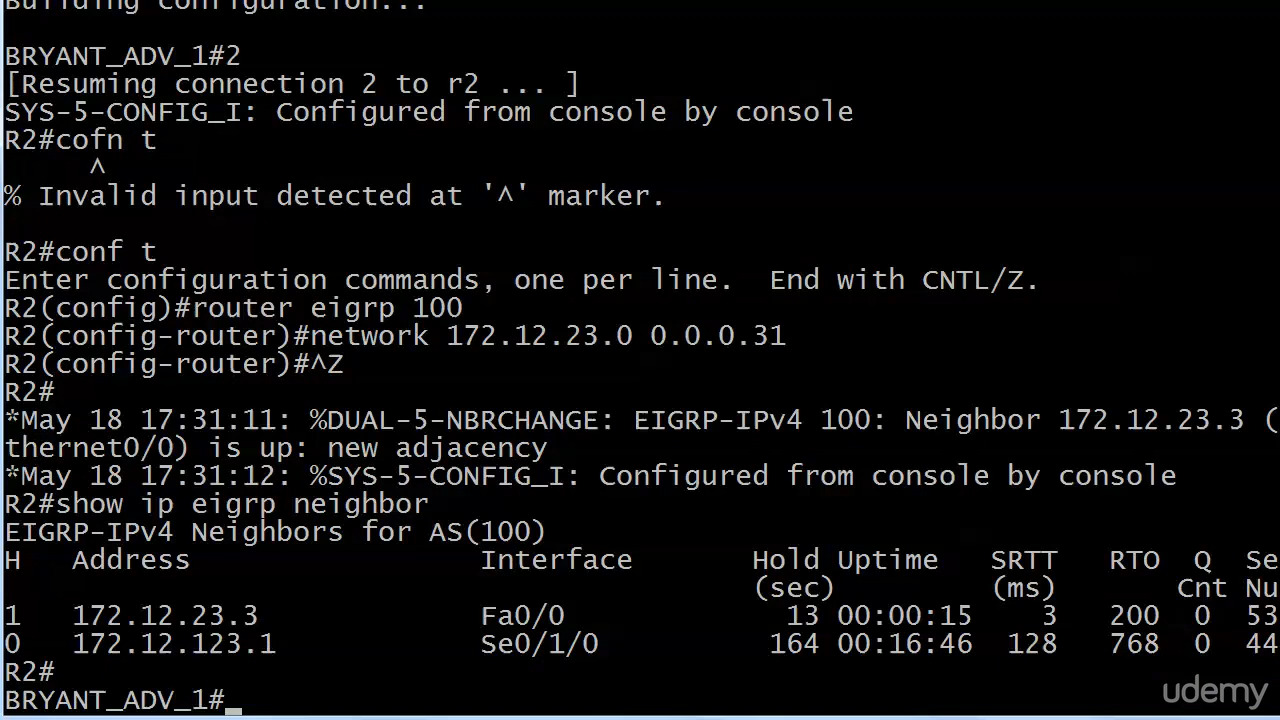 Building configuration...
BRYANT_ADV_1#2
[Resuming connection 2 to r2 ... ]
SYS-5-CONFIG_I: Configured from console by console
R2#cofn t
^
% Invalid input detected at '^' marker.
R2#conf t
Enter configuration commands, one per line.  End with CNTL/Z.
R2(config)#router eigrp 100
R2(config-router)#network 172.12.23.0 0.0.0.31
R2(config-router)#^Z
R2#
*May 18 17:31:11: %DUAL-5-NBRCHANGE: EIGRP-IPv4 100: Neighbor 172.12.23.3 (
thernet0/0) is up: new adjacency
*May 18 17:31:12: %SYS-5-CONFIG_I: Configured from console by console
R2#show ip eigrp neighbor
EIGRP-IPv4 Neighbors for AS(100)
H Address Interface Hold Uptime SRTT RTO Q Se
(sec) (ms) Cnt Nu
1 172.12.23.3 Fa0/0 13 00:00:15 3 200 0 53
0 172.12.123.1 Se0/1/0 164 00:16:46 128 768 0 44
R2#
BRYANT_ADV_1#_
udemy